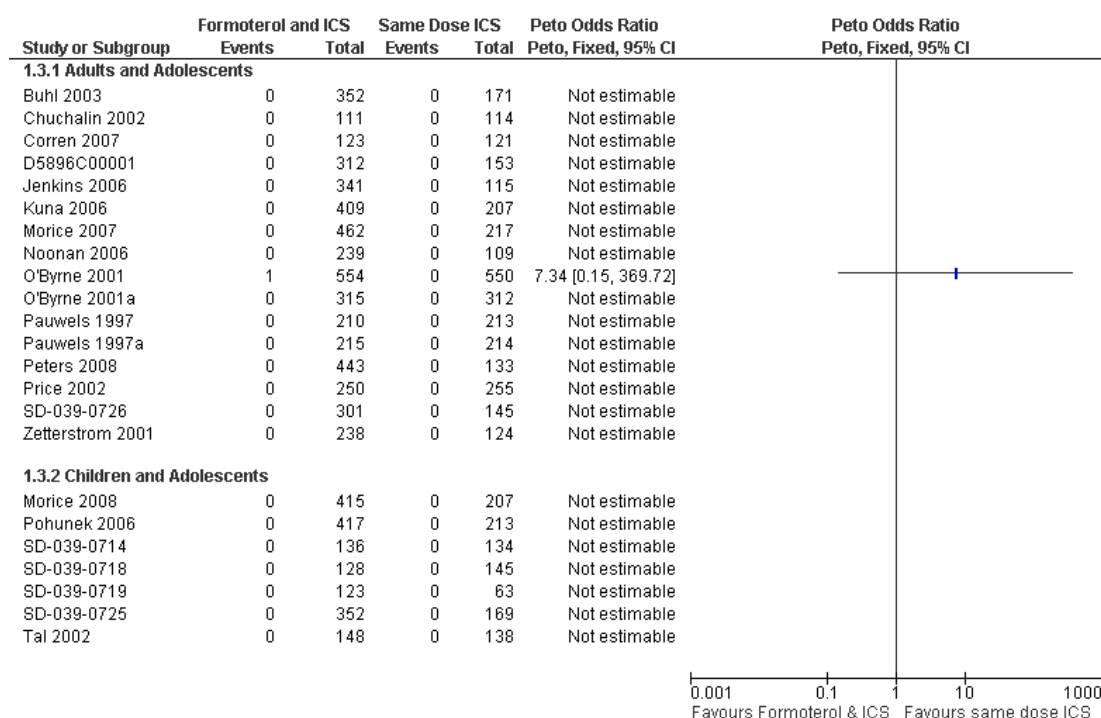 Formoterol and ICS Same Dose ICS Peto Odds Ratio Peto Odds Ratio
Study or Subgroup Events Total Events Total Peto, Fixed, 95% CI Peto, Fixed, 95% CI
1.3.1 Adults and Adolescents
Buhl 2003 0 352 0 171 Not estimable
Chuchalin 2002 0 111 0 114 Not estimable
Corren 2007 0 123 0 121 Not estimable
D5896C00001 0 312 0 153 Not estimable
Jenkins 2006 0 341 0 115 Not estimable
Kuna 2006 0 409 0 207 Not estimable
Morice 2007 0 462 0 217 Not estimable
Noonan 2006 0 239 0 109 Not estimable
O'Byrne 2001 1 554 0 550 7.34 [0.15, 369.72]
O'Byrne 2001a 0 315 0 312 Not estimable
Pauwels 1997 0 210 0 213 Not estimable
Pauwels 1997a 0 215 0 214 Not estimable
Peters 2008 0 443 0 133 Not estimable
Price 2002 0 250 0 255 Not estimable
SD-039-0726 0 301 0 145 Not estimable
Zetterstrom 2001 0 238 0 124 Not estimable
1.3.2 Children and Adolescents
Morice 2008 0 415 0 207 Not estimable
Pohunek 2006 0 417 0 213 Not estimable
SD-039-0714 0 136 0 134 Not estimable
SD-039-0718 0 128 0 145 Not estimable
SD-039-0719 0 123 0 63 Not estimable
SD-039-0725 0 352 0 169 Not estimable
Tal 2002 0 148 0 138 Not estimable
0.001 0.1 1 10 1000
Favours Formoterol & ICS Favours same dose ICS